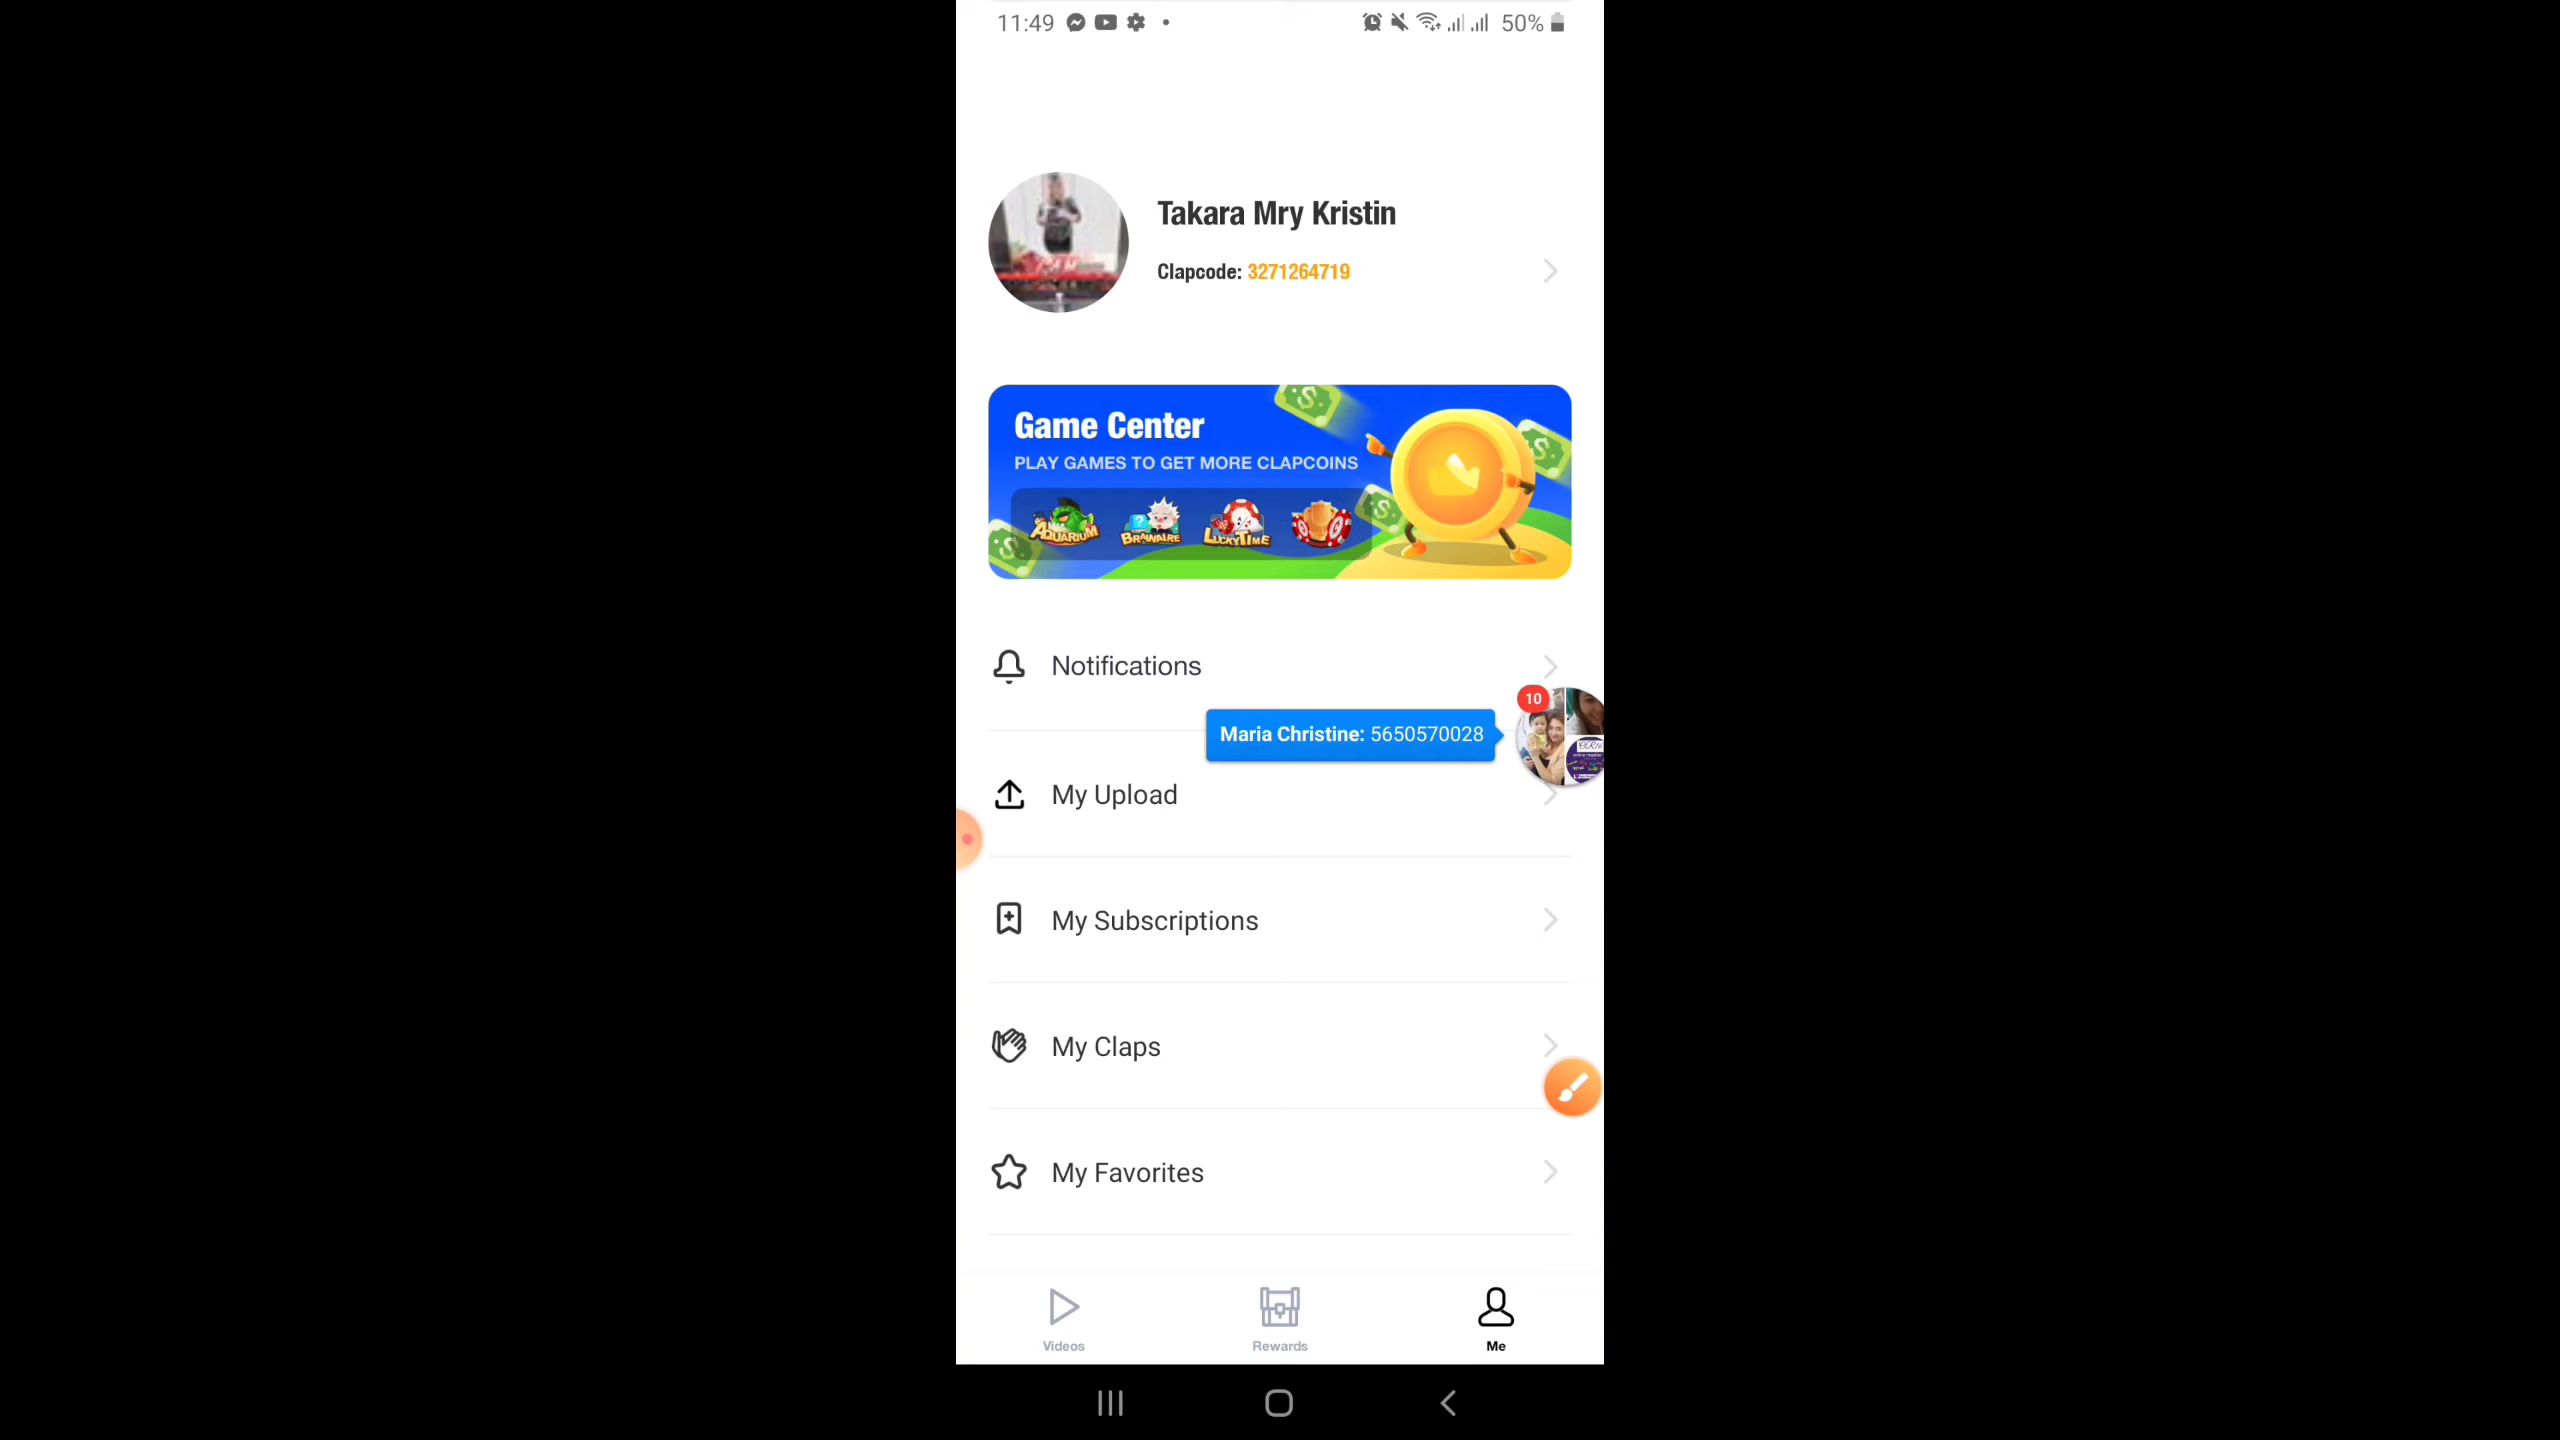 11:49
50%
Takara Mry Kristin
Clapcode: 3271264719
Game Center
PLAY GAMES TO GET MORE CLAPCOINS
AQUARIUM
BRAINAIRE
LUCKYTIME
Notifications
10
Maria Christine: 5650570028
My Upload
My Subscriptions
My Claps
My Favorites
Videos
Rewards
Me